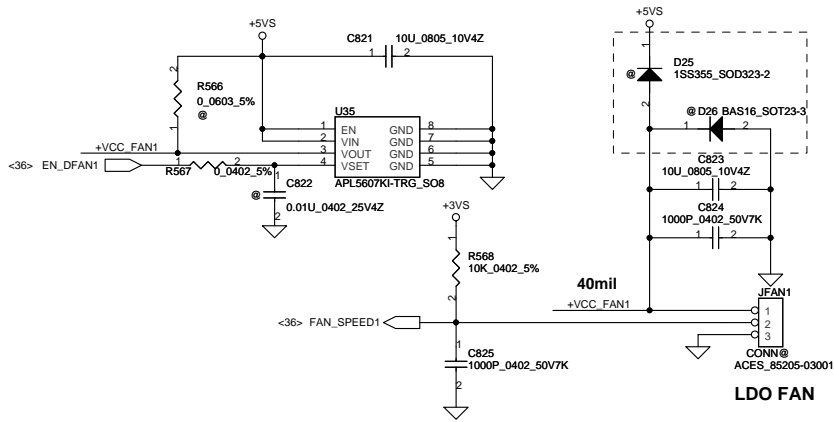 +5VS
C821
10U_0805_10V4Z
1
2
2
R566
0_0603_5%
@
1
U35
1 EN GND 8
2 VIN GND 7
3 VOUT GND 6
4 VSET GND 5
APL5607KI-TRG_SO8
+VCC_FAN1
<36> EN_DFAN1
1 2
R567 0_0402_5%
1
C822
@
0.01U_0402_25V4Z
2
+5VS
1
D25
1SS355_SOD323-2
@
2
@ D26 BAS16_SOT23-3
1 2
C823
10U_0805_10V4Z
1 2
C824
1000P_0402_50V7K
1 2
+3VS
1
R568
10K_0402_5%
2
40mil
+VCC_FAN1
<36> FAN_SPEED1
1
C825
1000P_0402_50V7K
2
JFAN1
1
2
3
CONN@
ACES_85205-03001
LDO FAN